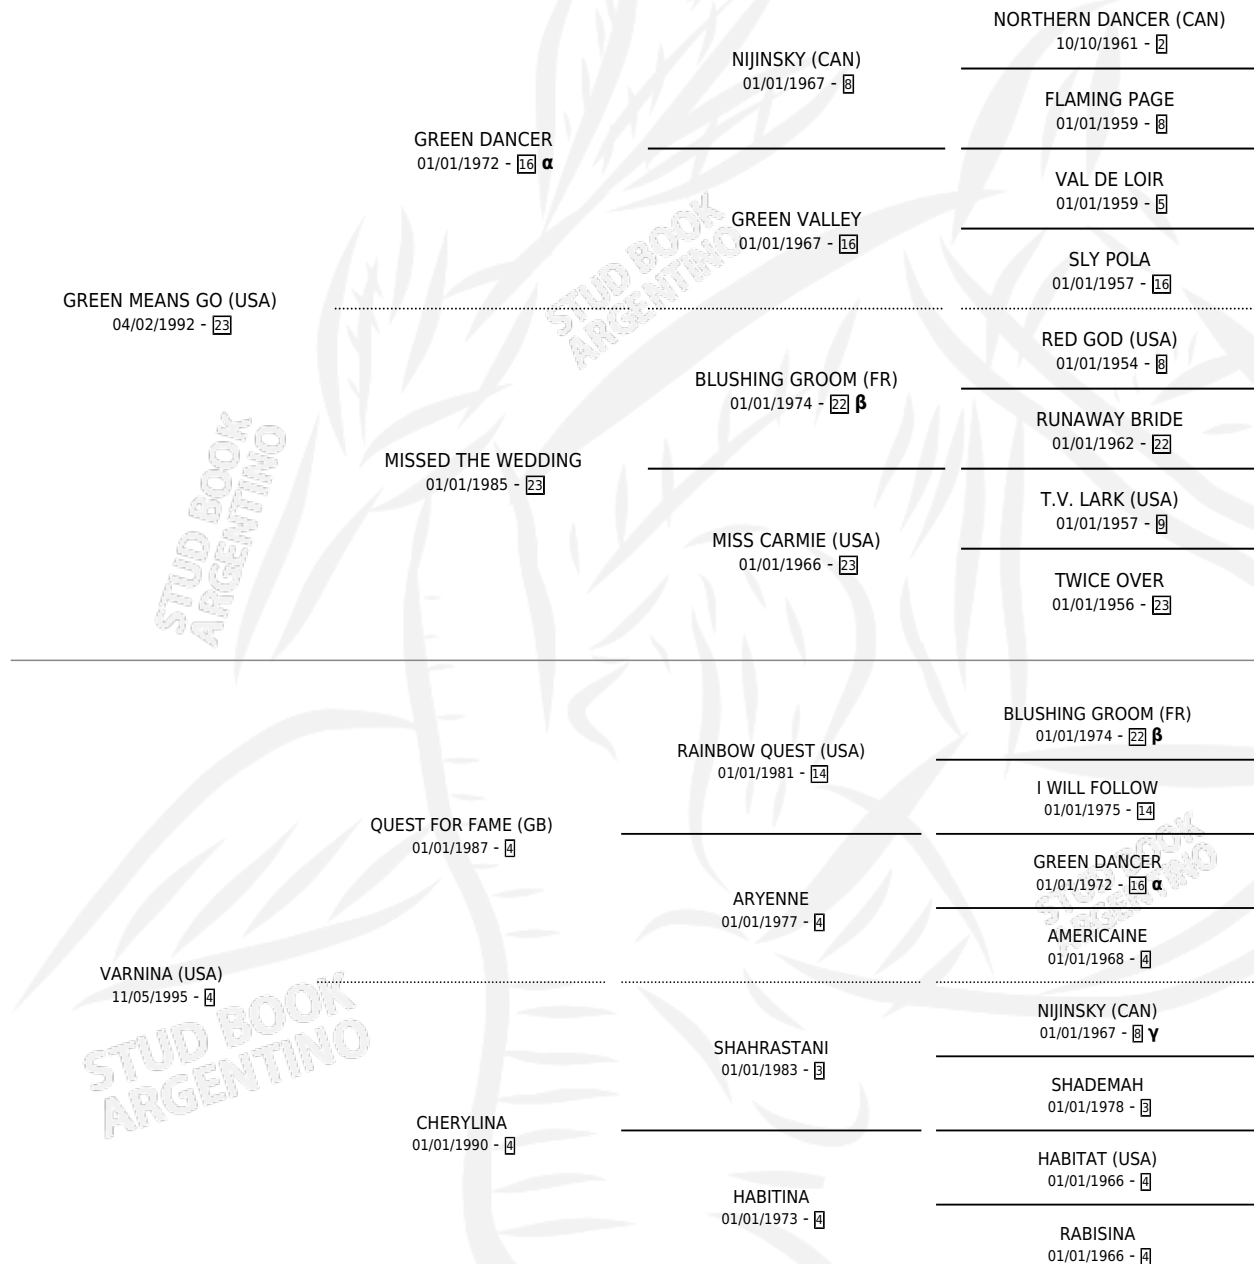 NORTHERN DANCER (CAN)
10/10/1961 - 2
NIJINSKY (CAN)
01/01/1967 - 8
FLAMING PAGE
01/01/1959 - 8
GREEN DANCER
01/01/1972 - 16 α
VAL DE LOIR
01/01/1959 - 5
GREEN VALLEY
01/01/1967 - 16
SLY POLA
01/01/1957 - 16
GREEN MEANS GO (USA)
04/02/1992 - 23
RED GOD (USA)
01/01/1954 - 8
BLUSHING GROOM (FR)
01/01/1974 - 22 β
RUNAWAY BRIDE
01/01/1962 - 22
MISSED THE WEDDING
01/01/1985 - 23
T.V. LARK (USA)
01/01/1957 - 9
MISS CARMIE (USA)
01/01/1966 - 23
TWICE OVER
01/01/1956 - 23
BLUSHING GROOM (FR)
01/01/1974 - 22 β
RAINBOW QUEST (USA)
01/01/1981 - 14
I WILL FOLLOW
01/01/1975 - 14
QUEST FOR FAME (GB)
01/01/1987 - 4
GREEN DANCER
01/01/1972 - 16 α
ARYENNE
01/01/1977 - 4
AMERICAINE
01/01/1968 - 4
VARNINA (USA)
11/05/1995 - 4
NIJINSKY (CAN)
01/01/1967 - 8 γ
SHAHRASTANI
01/01/1983 - 3
SHADEMAH
01/01/1978 - 3
CHERYLINA
01/01/1990 - 4
HABITAT (USA)
01/01/1966 - 4
HABITINA
01/01/1973 - 4
RABISINA
01/01/1966 - 4
STUD BOOK
ARGENTINO
STUD BOOK
ARGENTINO
STUD BOOK
ARGENTINO
STUD BOOK
ARGENTINO